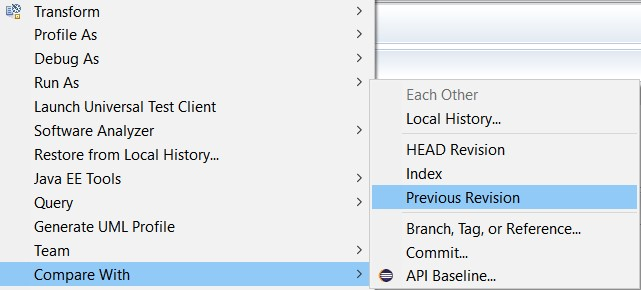 Transform
Profile As
Debug As
Run As
Launch Universal Test Client
Software Analyzer
Restore from Local History...
Java EE Tools
Query
Generate UML Profile
Team
Compare With
Each Other
Local History...
HEAD Revision
Index
Previous Revision
Branch, Tag, or Reference...
Commit...
API Baseline...